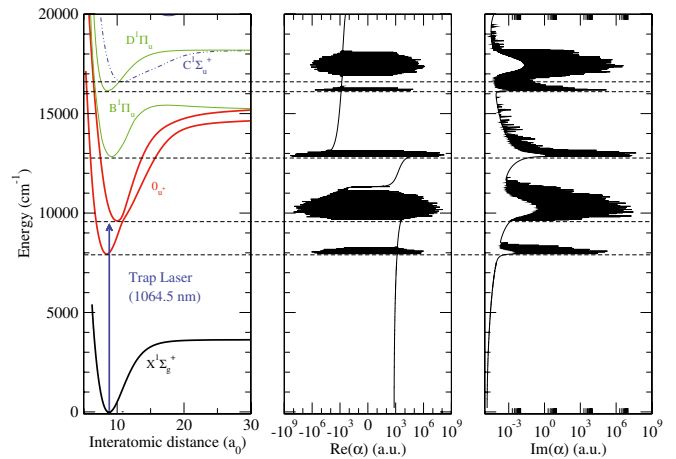 20000
15000
10000
5000
0
Energy (cm⁻¹)
D¹Πᵤ
C¹Σᵤ⁺
B¹Πᵤ
0ᵤ⁺
Trap Laser
(1064.5 nm)
X¹Σg⁺
10 20 30
Interatomic distance (a₀)
-10⁹ -10⁶ -10³ 0 10³ 10⁶ 10⁹
Re(α) (a.u.)
10⁻³ 10⁰ 10³ 10⁶ 10⁹
Im(α) (a.u.)